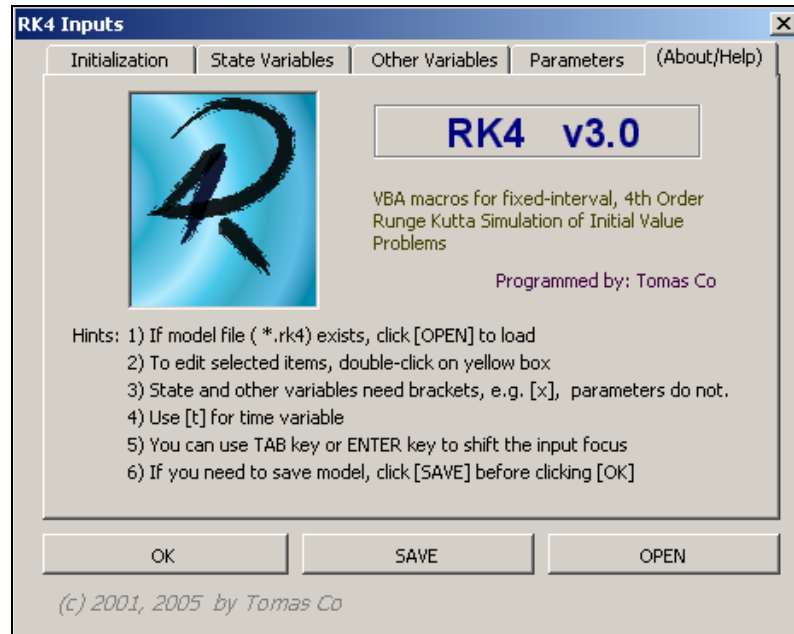 RK4 Inputs
Initialization State Variables Other Variables Parameters (About/Help)
RK4 v3.0
VBA macros for fixed-interval, 4th Order
Runge Kutta Simulation of Initial Value
Problems
Programmed by: Tomas Co
Hints: 1) If model file ( *.rk4) exists, click [OPEN] to load
2) To edit selected items, double-click on yellow box
3) State and other variables need brackets, e.g. [x], parameters do not.
4) Use [t] for time variable
5) You can use TAB key or ENTER key to shift the input focus
6) If you need to save model, click [SAVE] before clicking [OK]
OK SAVE OPEN
(c) 2001, 2005 by Tomas Co